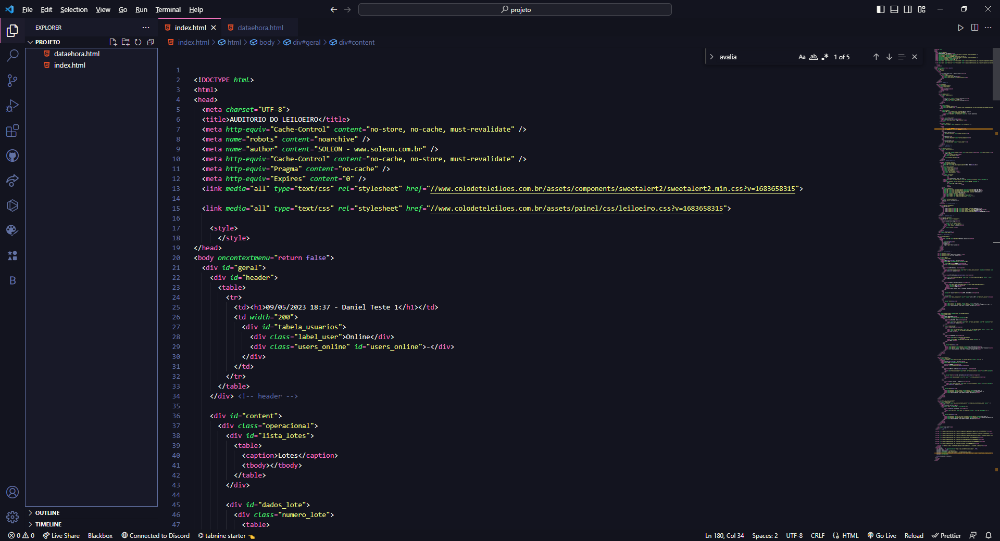 File Edit Selection View Go Run Terminal Help
projeto
EXPLORER
PROJETO
dataehora.html
index.html
OUTLINE
TIMELINE
index.html dataehora.html
index.html > html > body > div#geral > div#content
avalia Aa ab 1 of 5
1
2 <!DOCTYPE html>
3 <html>
4 <head>
5 <meta charset="UTF-8">
6 <title>AUDITORIO DO LEILOEIRO</title>
7 <meta http-equiv="Cache-Control" content="no-store, no-cache, must-revalidate" />
8 <meta name="robots" content="noarchive" />
9 <meta name="author" content="SOLEON - www.soleon.com.br" />
10 <meta http-equiv="Cache-Control" content="no-cache, no-store, must-revalidate" />
11 <meta http-equiv="Pragma" content="no-cache" />
12 <meta http-equiv="Expires" content="0" />
13 <link media="all" type="text/css" rel="stylesheet" href="//www.colodeteiloes.com.br/assets/components/sweetalert2/sweetalert2.min.css?v=1683658315">
14
15 <link media="all" type="text/css" rel="stylesheet" href="//www.colodeteiloes.com.br/assets/painel/css/leiloeiro.css?v=1683658315">
16
17 <style>
18 </style>
19 </head>
20 <body oncontextmenu="return false">
21 <div id="geral">
22 <div id="header">
23 <table>
24 <tr>
25 <td><h1>09/05/2023 18:37 - Daniel Teste 1</h1></td>
26 <td width="200">
27 <div id="tabela_usuarios">
28 <div class="label_user">Online</div>
29 <div class="users_online" id="users_online">-</div>
30 </div>
31 </td>
32 </tr>
33 </table>
34 </div> <!-- header -->
35
36 <div id="content">
37 <div class="operacional">
38 <div id="lista_lotes">
39 <table>
40 <caption>Lotes</caption>
41 <tbody></tbody>
42 </table>
43 </div>
44
45 <div id="dados_lote">
46 <div class="numero_lote">
47 <table>
0 0 Live Share Blackbox Connected to Discord tabnine starter Ln 180, Col 34 Spaces: 2 UTF-8 CRLF HTML Go Live Reload Prettier